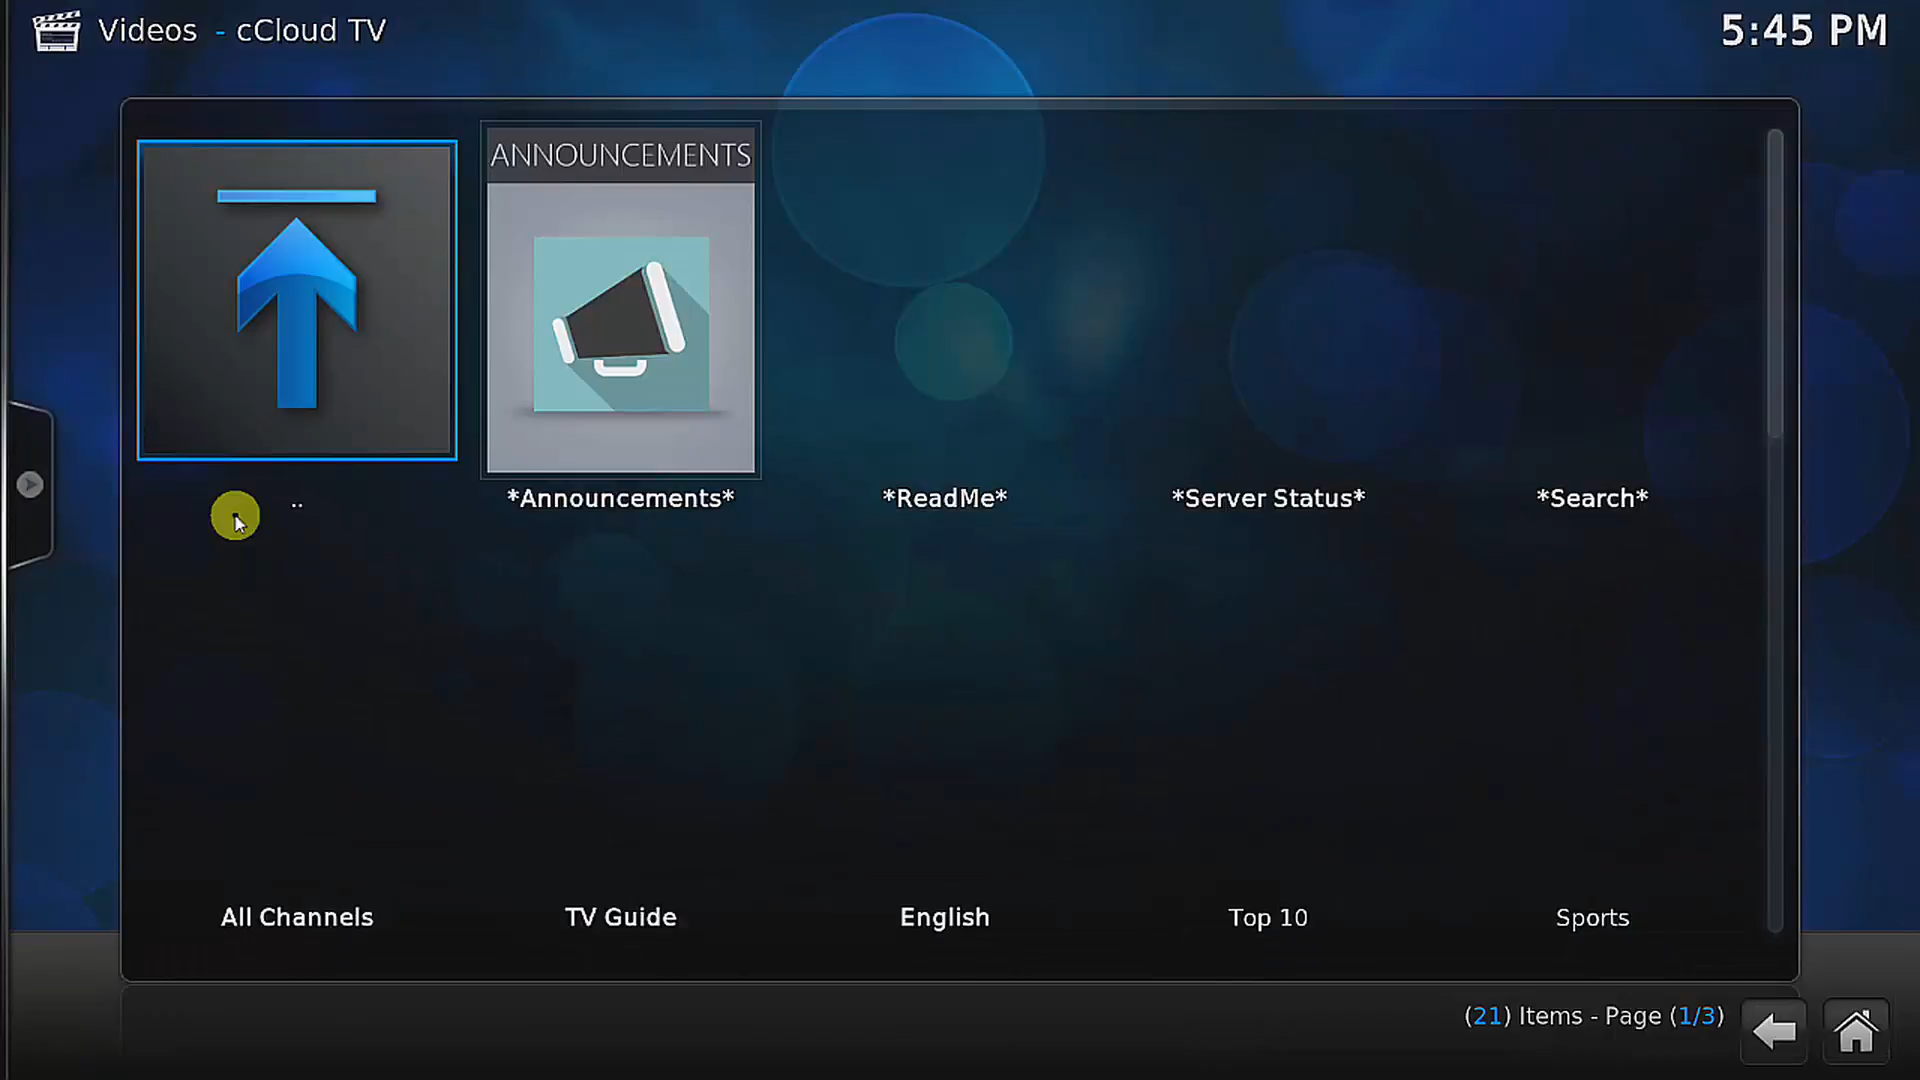 Videos - cCloud TV
5:45 PM
ANNOUNCEMENTS
..
*Announcements*
*ReadMe*
*Server Status*
*Search*
All Channels
TV Guide
English
Top 10
Sports
(21) Items - Page (1/3)